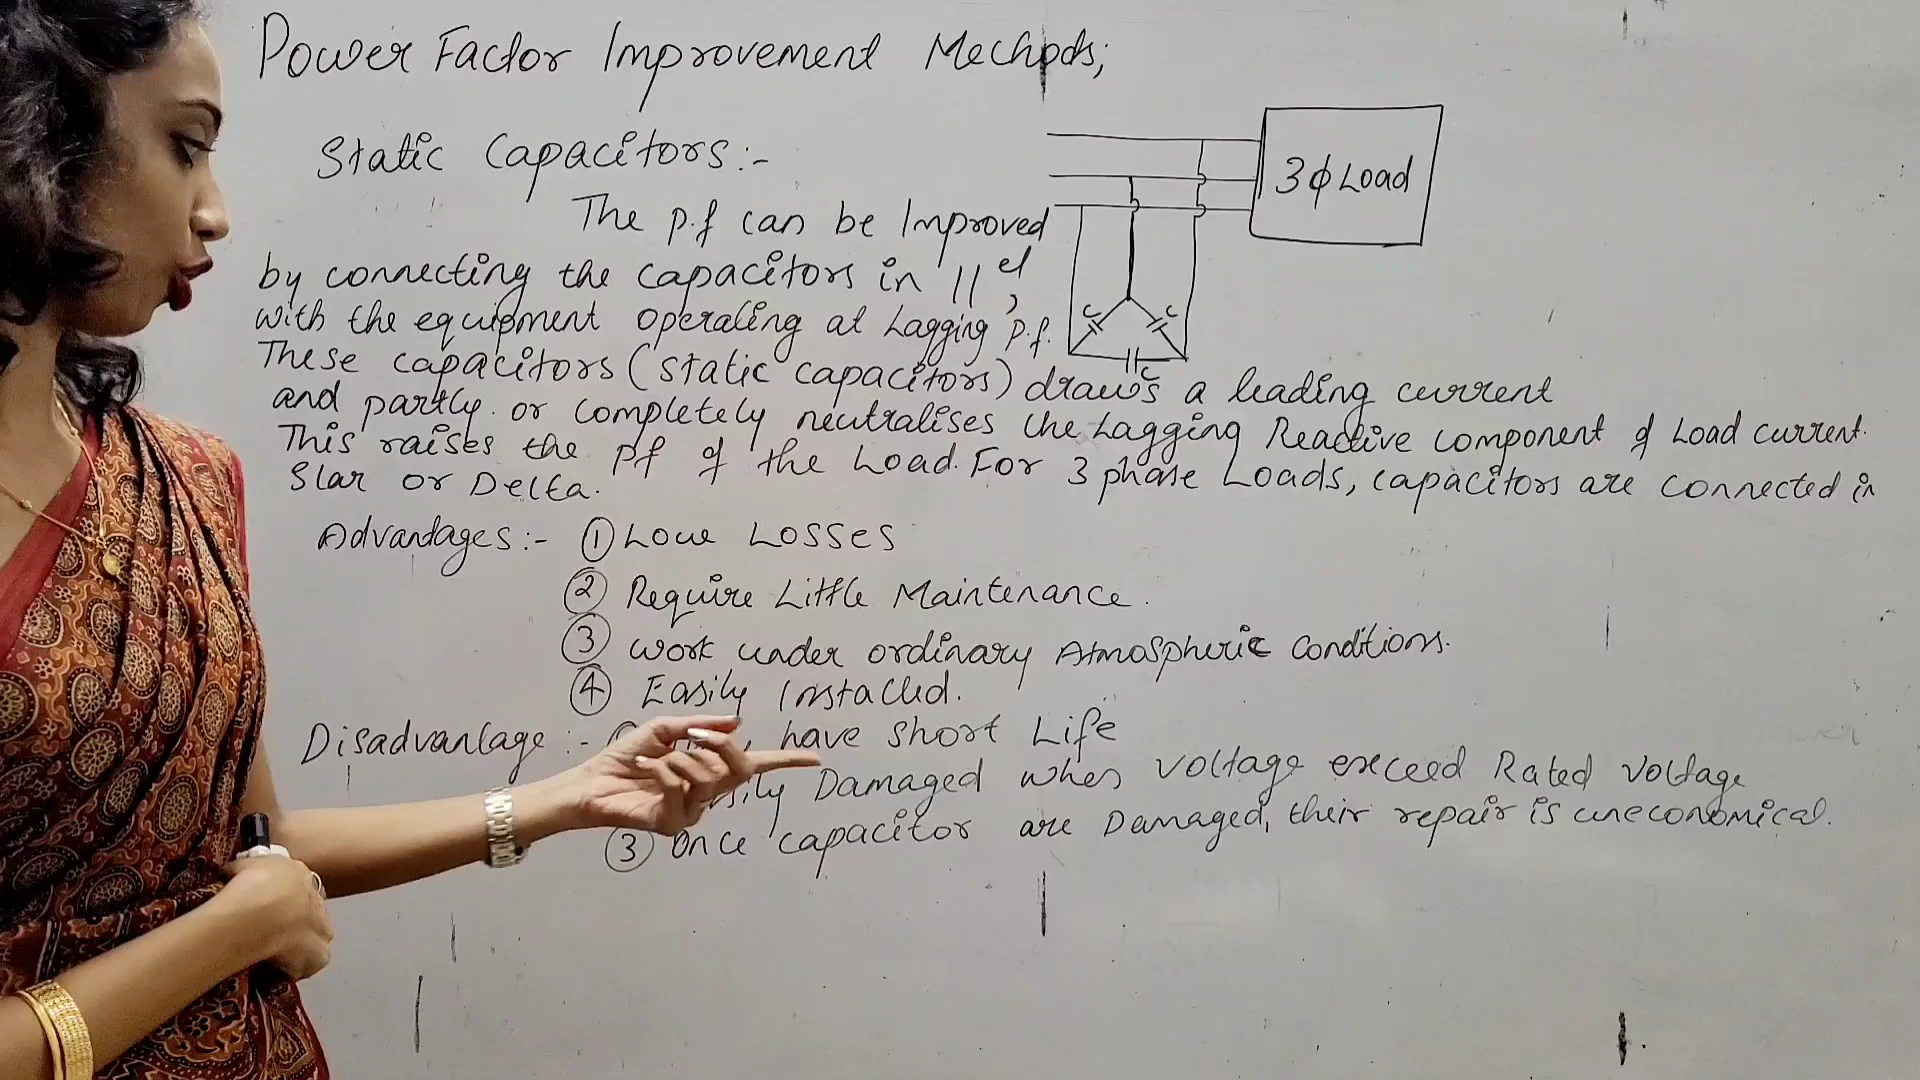 Power Factor Improvement Methods;
Static Capacitors:-
The p.f can be Improved
by connecting the capacitors in ||el,
with the equipment operating at Lagging p.f.
These capacitors (static capacitors) draws a leading current
and partly or completely neutralises the Lagging Reactive component of Load current.
This raises the pf of the Load. For 3 phase Loads, capacitors are connected in
Star or Delta.
3ϕ Load
C C
C
Advantages:- ① Low Losses
② Require Little Maintenance.
③ Work under ordinary Atmospheric Conditions.
④ Easily Installed.
Disadvantage:- have short Life
Damaged when voltage exceed Rated Voltage
③ Once capacitor are Damaged, their repair is uneconomical.